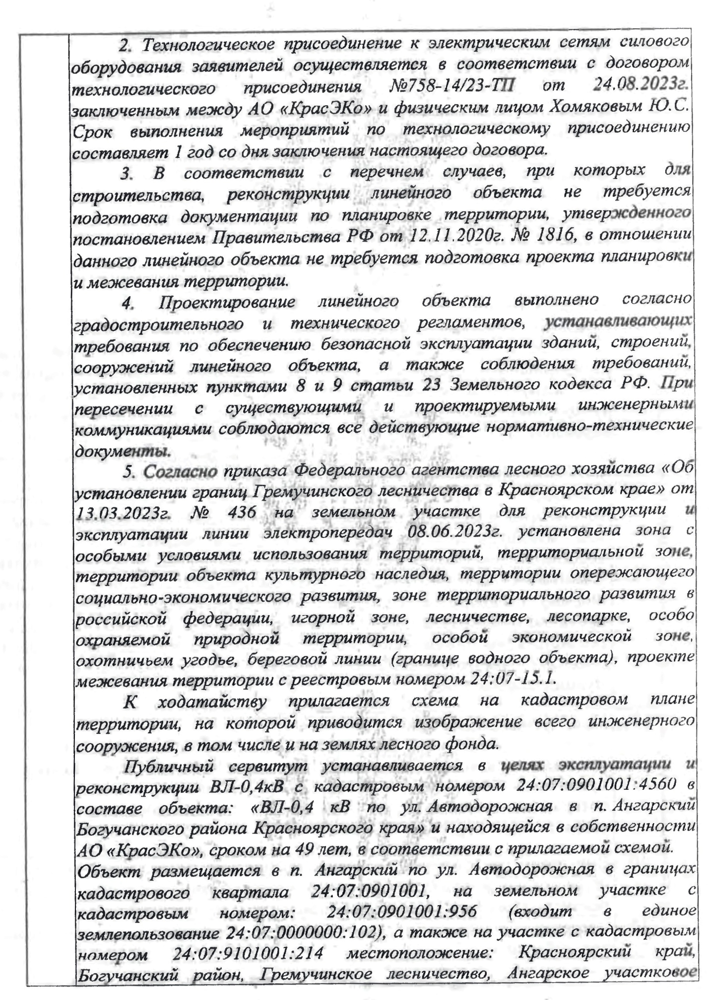 2. Технологическое присоединение к электрическим сетям силового
оборудования заявителей осуществляется в соответствии с договором
технологического присоединения №758-14/23-ТП от 24.08.2023г.
заключенным между АО «КрасЭКо» и физическим лицом Хомяковым Ю.С.
Срок выполнения мероприятий по технологическому присоединению
составляет 1 год со дня заключения настоящего договора.
3. В соответствии с перечнем случаев, при которых для
строительства, реконструкции линейного объекта не требуется
подготовка документации по планировке территории, утвержденного
постановлением Правительства РФ от 12.11.2020г. № 1816, в отношении
данного линейного объекта не требуется подготовка проекта планировки
и межевания территории.
4. Проектирование линейного объекта выполнено согласно
градостроительного и технического регламентов, устанавливающих
требования по обеспечению безопасной эксплуатации зданий, строений,
сооружений линейного объекта, а также соблюдения требований,
установленных пунктами 8 и 9 статьи 23 Земельного кодекса РФ. При
пересечении с существующими и проектируемыми инженерными
коммуникациями соблюдаются все действующие нормативно-технические
документы.
5. Согласно приказа Федерального агентства лесного хозяйства «Об
установлении границ Гремучинского лесничества в Красноярском крае» от
13.03.2023г. № 436 на земельном участке для реконструкции и
эксплуатации линии электропередач 08.06.2023г. установлена зона с
особыми условиями использования территорий, территориальной зоне,
территории объекта культурного наследия, территории опережающего
социально-экономического развития, зоне территориального развития в
российской федерации, игорной зоне, лесничестве, лесопарке, особо
охраняемой природной территории, особой экономической зоне,
охотничьем угодье, береговой линии (границе водного объекта), проекте
межевания территории с реестровым номером 24:07-15.1.
К ходатайству прилагается схема на кадастровом плане
территории, на которой приводится изображение всего инженерного
сооружения, в том числе и на землях лесного фонда.
Публичный сервитут устанавливается в целях эксплуатации и
реконструкции ВЛ-0,4кВ с кадастровым номером 24:07:0901001:4560 в
составе объекта: «ВЛ-0,4 кВ по ул. Автодорожная в п. Ангарский
Богучанского района Красноярского края» и находящейся в собственности
АО «КрасЭКо», сроком на 49 лет, в соответствии с прилагаемой схемой.
Объект размещается в п. Ангарский по ул. Автодорожная в границах
кадастрового квартала 24:07:0901001, на земельном участке с
кадастровым номером: 24:07:0901001:956 (входит в единое
землепользование 24:07:0000000:102), а также на участке с кадастровым
номером 24:07:9101001:214 местоположение: Красноярский край,
Богучанский район, Гремучинское лесничество, Ангарское участковое